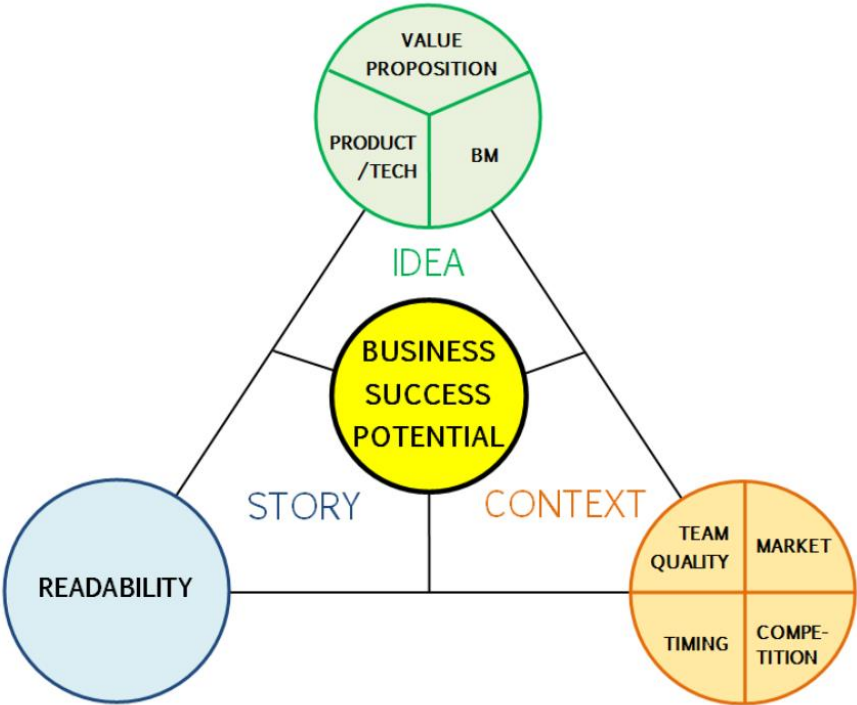 VALUE
PROPOSITION
PRODUCT
/TECH
BM
IDEA
BUSINESS
SUCCESS
POTENTIAL
STORY
CONTEXT
READABILITY
TEAM
QUALITY
MARKET
TIMING
COMPE-
TITION